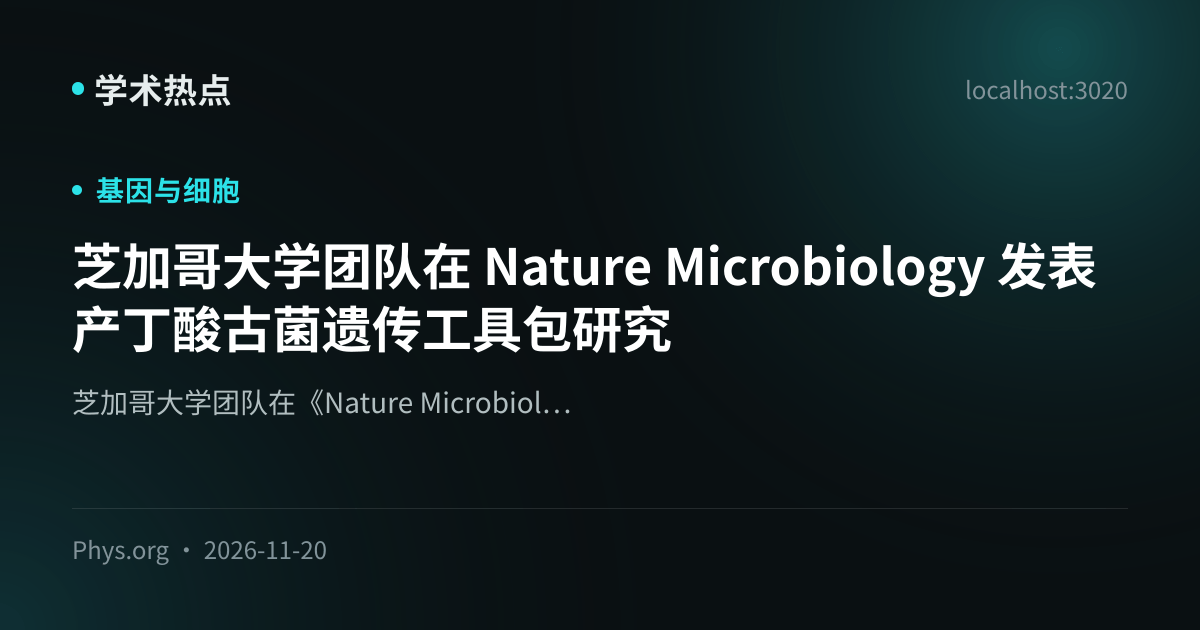 学术热点
localhost:3020
基因与细胞
芝加哥大学团队在 Nature Microbiology 发表
产丁酸古菌遗传工具包研究
芝加哥大学团队在《Nature Microbiol…
Phys.org · 2026-11-20